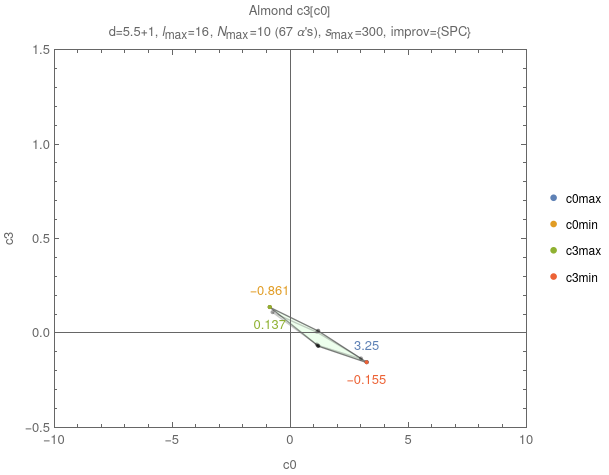 Almond c3[c0]
d=5.5+1, lmax=16, Nmax=10 (67 α's), smax=300, improv={SPC}
1.5
1.0
0.5
0.0
−0.5
c3
−10
−5
0
5
10
c0
−0.861
0.137
3.25
−0.155
c0max
c0min
c3max
c3min